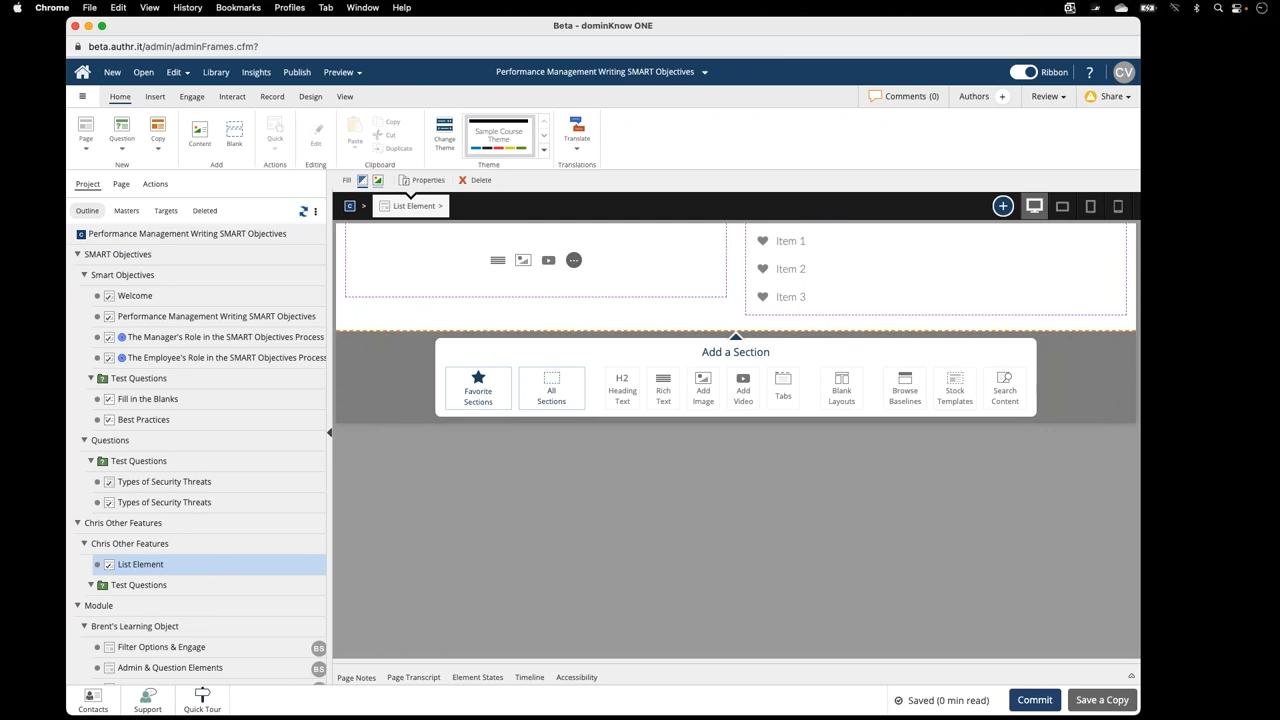 Chrome File Edit View History Bookmarks Profiles Tab Window Help
Beta - dominKnow ONE
beta.authr.it/admin/adminFrames.cfm?
New Open Edit Library Insights Publish Preview Performance Management Writing SMART Objectives Ribbon ? CV
Home Insert Engage Interact Record Design View Comments (0) Authors + Review Share
Page Question Copy Content Blank Quick Edit Paste Copy Cut Duplicate Change Theme Sample Course Theme Translate
New Add Actions Editing Clipboard Theme Translations
Project Page Actions Fill Properties Delete
Outline Masters Targets Deleted C > List Element >
Performance Management Writing SMART Objectives
SMART Objectives
Smart Objectives
Welcome
Performance Management Writing SMART Objectives
The Manager's Role in the SMART Objectives Process
The Employee's Role in the SMART Objectives Process
Test Questions
Fill in the Blanks
Best Practices
Questions
Test Questions
Types of Security Threats
Types of Security Threats
Chris Other Features
Chris Other Features
List Element
Test Questions
Module
Brent's Learning Object
Filter Options & Engage BS
Admin & Question Elements BS
Item 1
Item 2
Item 3
Add a Section
Favorite Sections All Sections H2 Heading Text Rich Text Add Image Add Video Tabs Blank Layouts Browse Baselines Stock Templates Search Content
Page Notes Page Transcript Element States Timeline Accessibility
Contacts Support Quick Tour Saved (0 min read) Commit Save a Copy